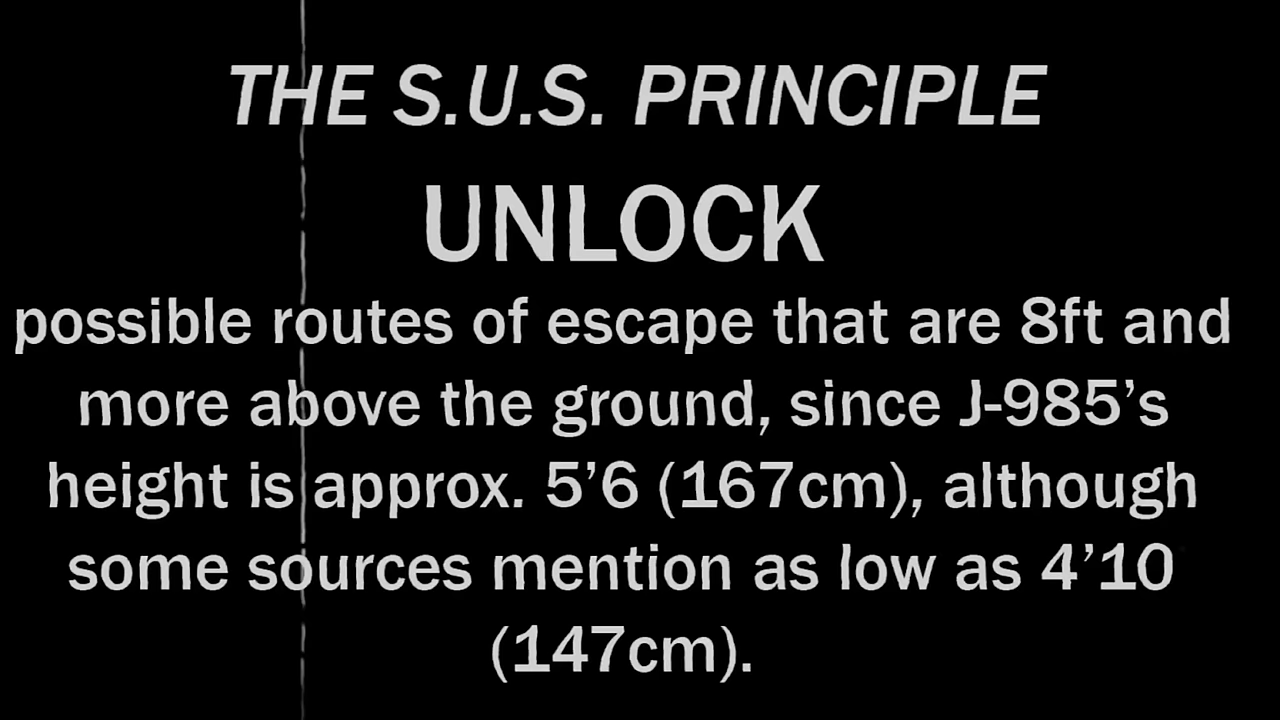 THE S.U.S. PRINCIPLE
UNLOCK
possible routes of escape that are 8ft and
more above the ground, since J-985’s
height is approx. 5’6 (167cm), although
some sources mention as low as 4’10
(147cm).